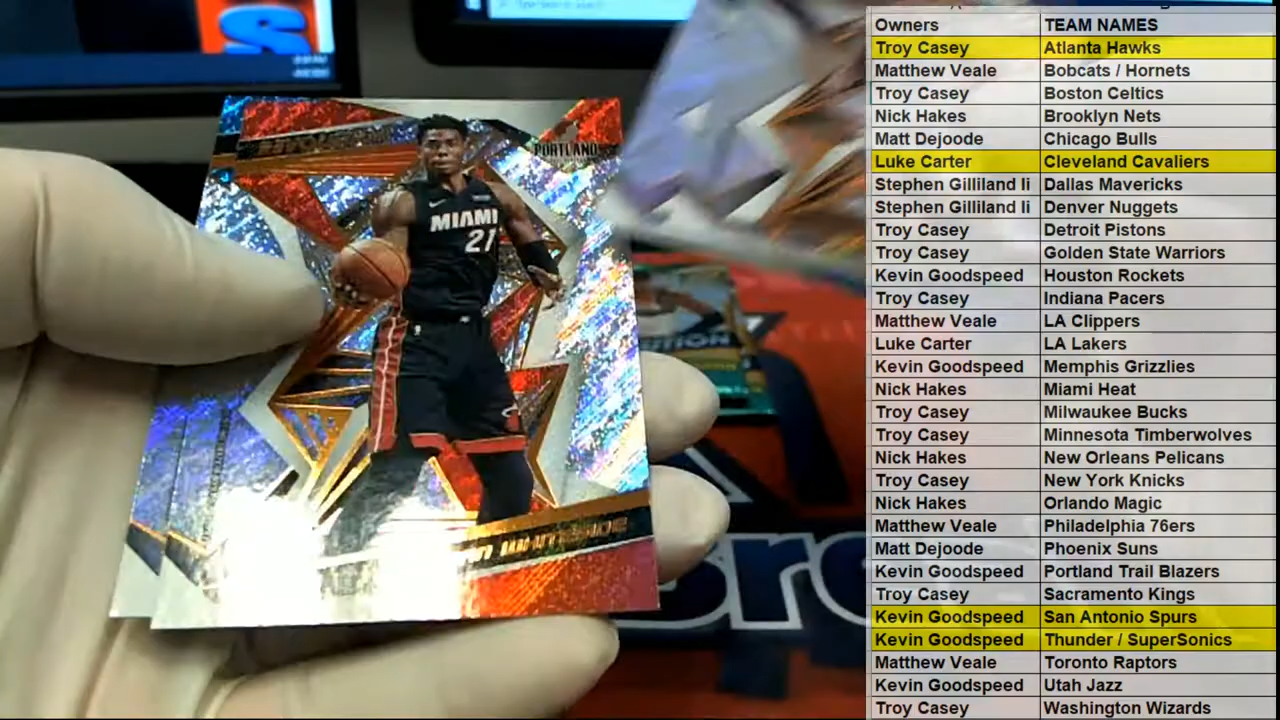 S
PORTLAND
MIAMI
21
WHITESIDE
Owners TEAM NAMES
Troy Casey Atlanta Hawks
Matthew Veale Bobcats / Hornets
Troy Casey Boston Celtics
Nick Hakes Brooklyn Nets
Matt Dejoode Chicago Bulls
Luke Carter Cleveland Cavaliers
Stephen Gilliland Ii Dallas Mavericks
Stephen Gilliland Ii Denver Nuggets
Troy Casey Detroit Pistons
Troy Casey Golden State Warriors
Kevin Goodspeed Houston Rockets
Troy Casey Indiana Pacers
Matthew Veale LA Clippers
Luke Carter LA Lakers
Kevin Goodspeed Memphis Grizzlies
Nick Hakes Miami Heat
Troy Casey Milwaukee Bucks
Troy Casey Minnesota Timberwolves
Nick Hakes New Orleans Pelicans
Troy Casey New York Knicks
Nick Hakes Orlando Magic
Matthew Veale Philadelphia 76ers
Matt Dejoode Phoenix Suns
Kevin Goodspeed Portland Trail Blazers
Troy Casey Sacramento Kings
Kevin Goodspeed San Antonio Spurs
Kevin Goodspeed Thunder / SuperSonics
Matthew Veale Toronto Raptors
Kevin Goodspeed Utah Jazz
Troy Casey Washington Wizards